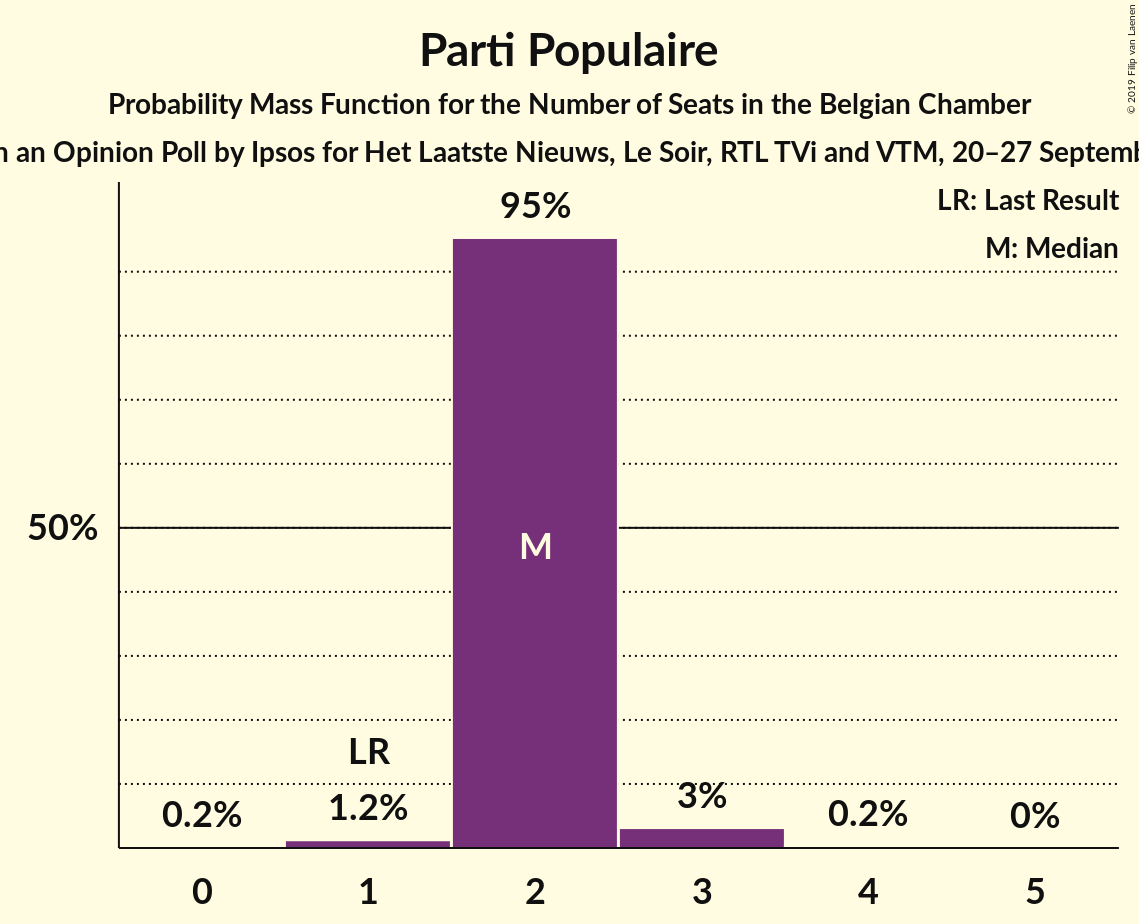 Parti Populaire
Probability Mass Function for the Number of Seats in the Belgian Chamber
an Opinion Poll by Ipsos for Het Laatste Nieuws, Le Soir, RTL TVi and VTM, 20–27
© 2019 Filip van Laenen
LR: Last Result
M: Median
95%
50%
M
LR
0.2%
1.2%
3%
0.2%
0%
0 1 2 3 4 5